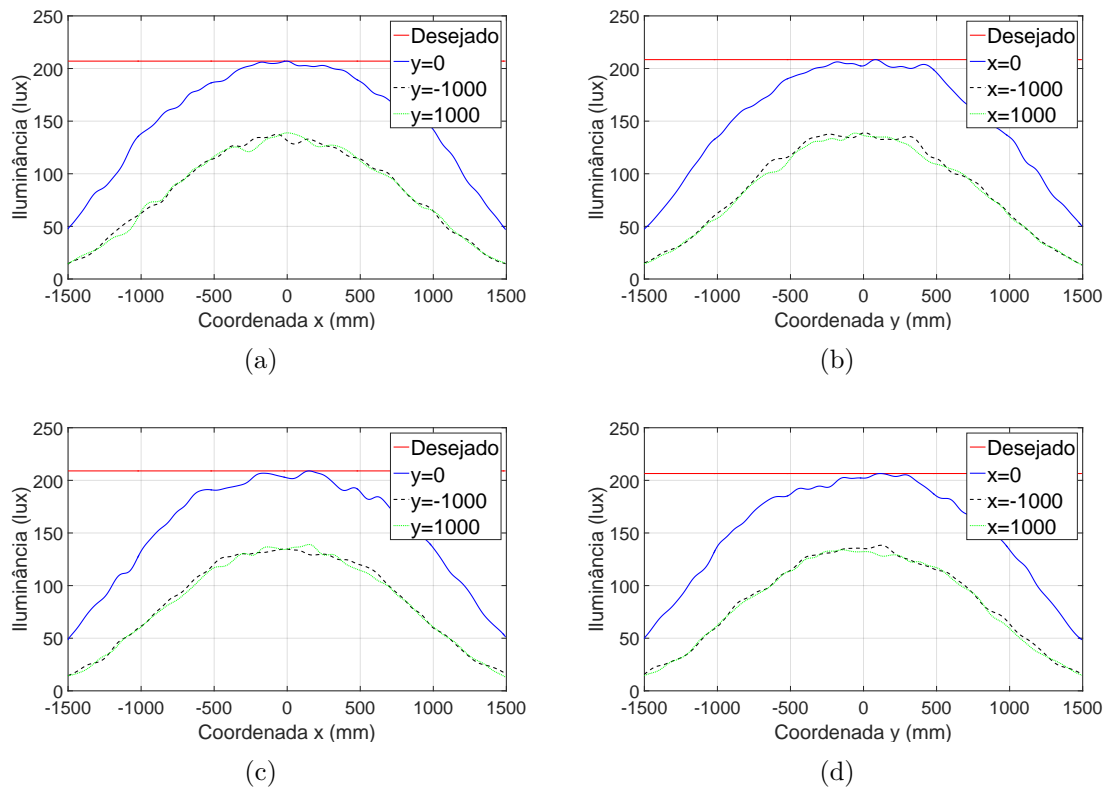 250
200
150
100
50
0
Iluminância (lux)
Desejado
y=0
y=-1000
y=1000
-1500 -1000 -500 0 500 1000 1500
Coordenada x (mm)
(a)
250
200
150
100
50
0
Iluminância (lux)
Desejado
x=0
x=-1000
x=1000
-1500 -1000 -500 0 500 1000 1500
Coordenada y (mm)
(b)
250
200
150
100
50
0
Iluminância (lux)
Desejado
y=0
y=-1000
y=1000
-1500 -1000 -500 0 500 1000 1500
Coordenada x (mm)
(c)
250
200
150
100
50
0
Iluminância (lux)
Desejado
x=0
x=-1000
x=1000
-1500 -1000 -500 0 500 1000 1500
Coordenada y (mm)
(d)